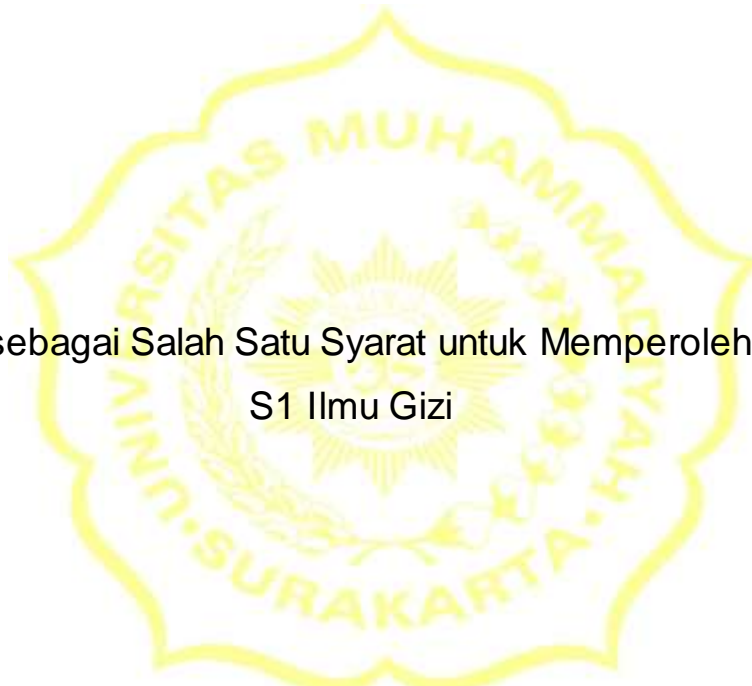 UNIVERSITAS MUHAMMADIYAH
sebagai Salah Satu Syarat untuk Memperoleh
S1 Ilmu Gizi
SURAKARTA